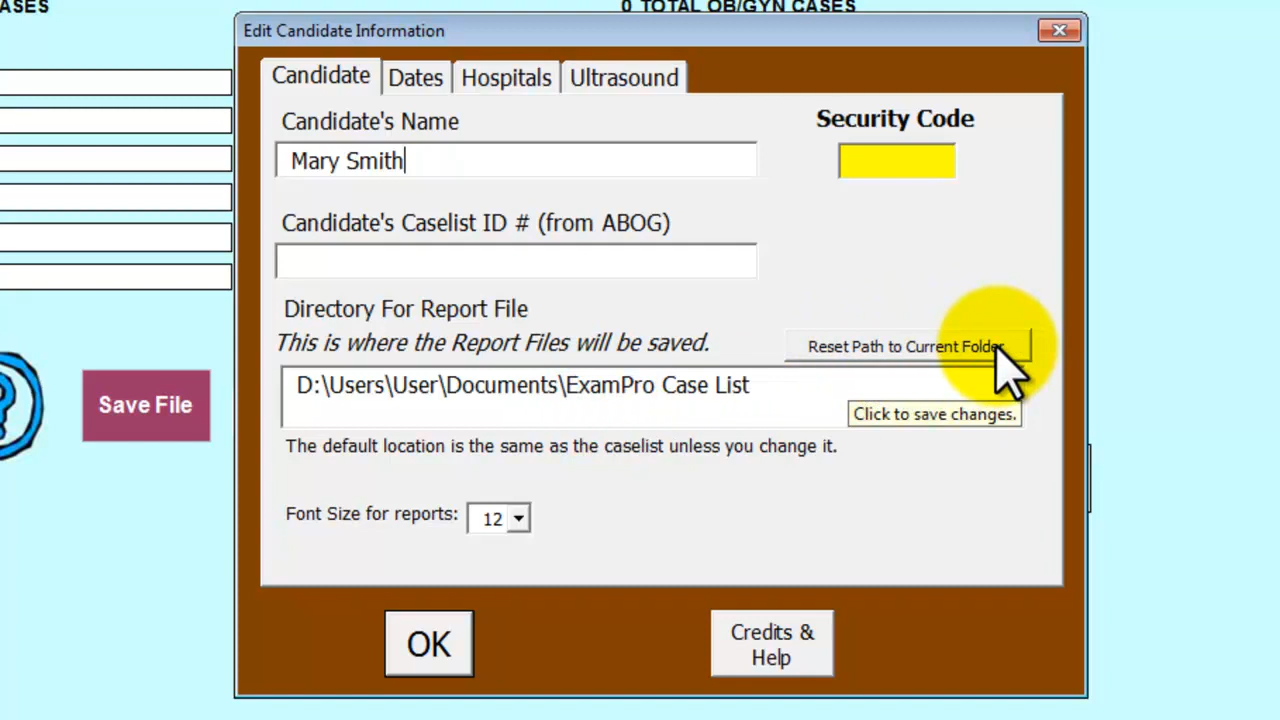 ASES
0 TOTAL OB/GYN CASES
Edit Candidate Information
Candidate
Dates
Hospitals
Ultrasound
Candidate's Name
Security Code
Mary Smith
Candidate's Caselist ID # (from ABOG)
Directory For Report File
This is where the Report Files will be saved.
Reset Path to Current Folder
D:\Users\User\Documents\ExamPro Case List
Click to save changes.
The default location is the same as the caselist unless you change it.
Save File
Font Size for reports: 12
OK
Credits &
Help